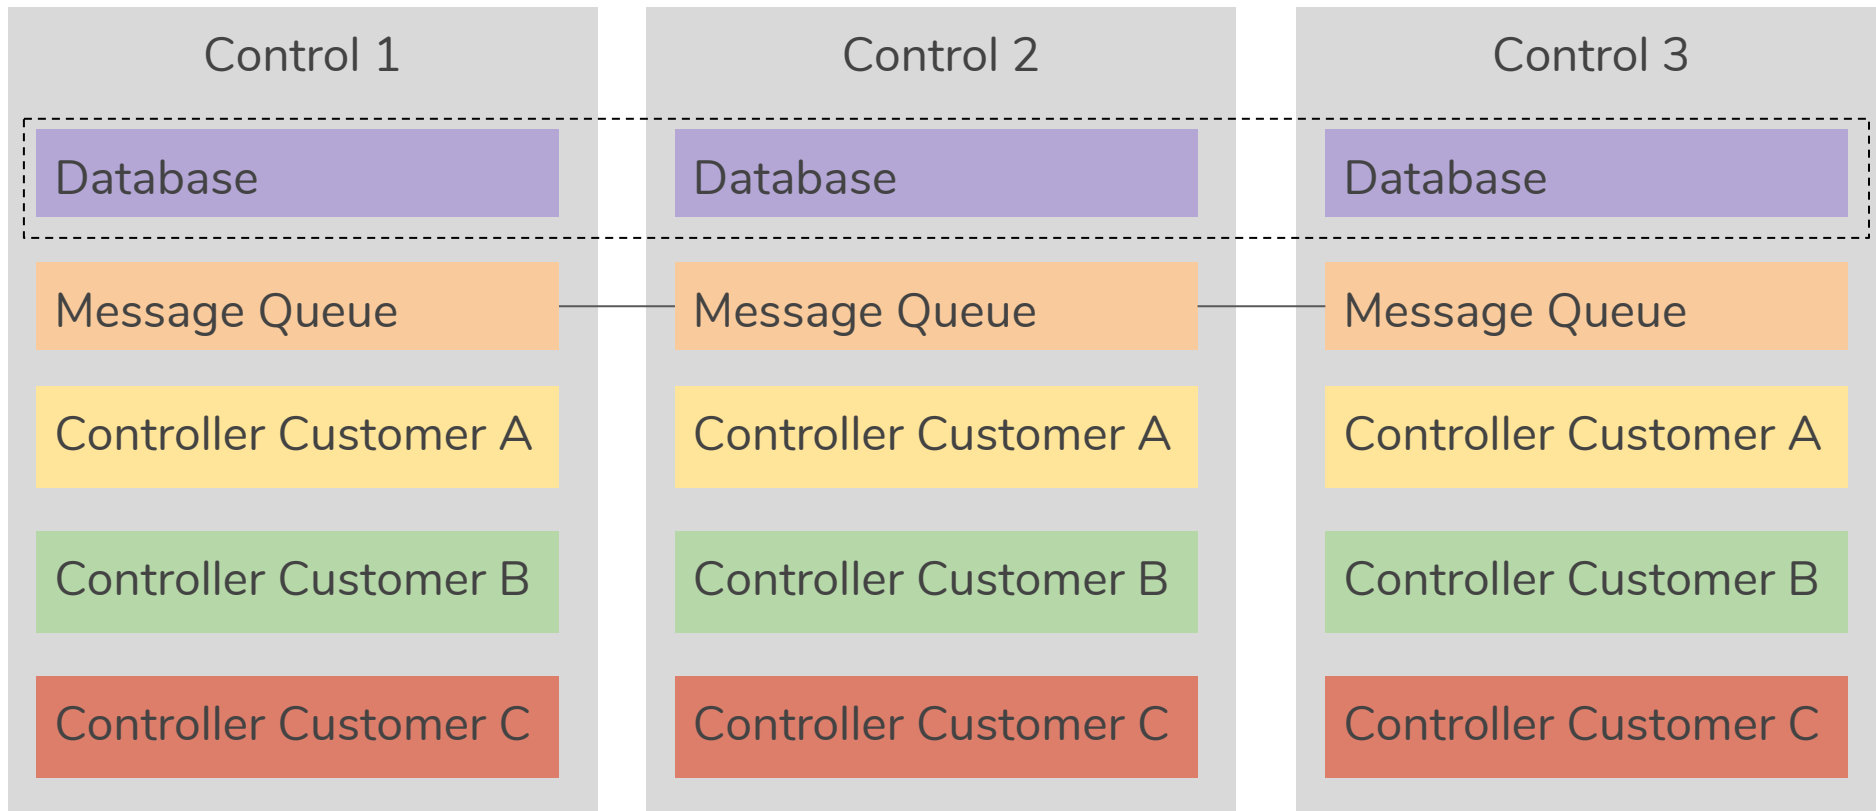 Control 1
Database
Message Queue
Controller Customer A
Controller Customer B
Controller Customer C
Control 2
Database
Message Queue
Controller Customer A
Controller Customer B
Controller Customer C
Control 3
Database
Message Queue
Controller Customer A
Controller Customer B
Controller Customer C